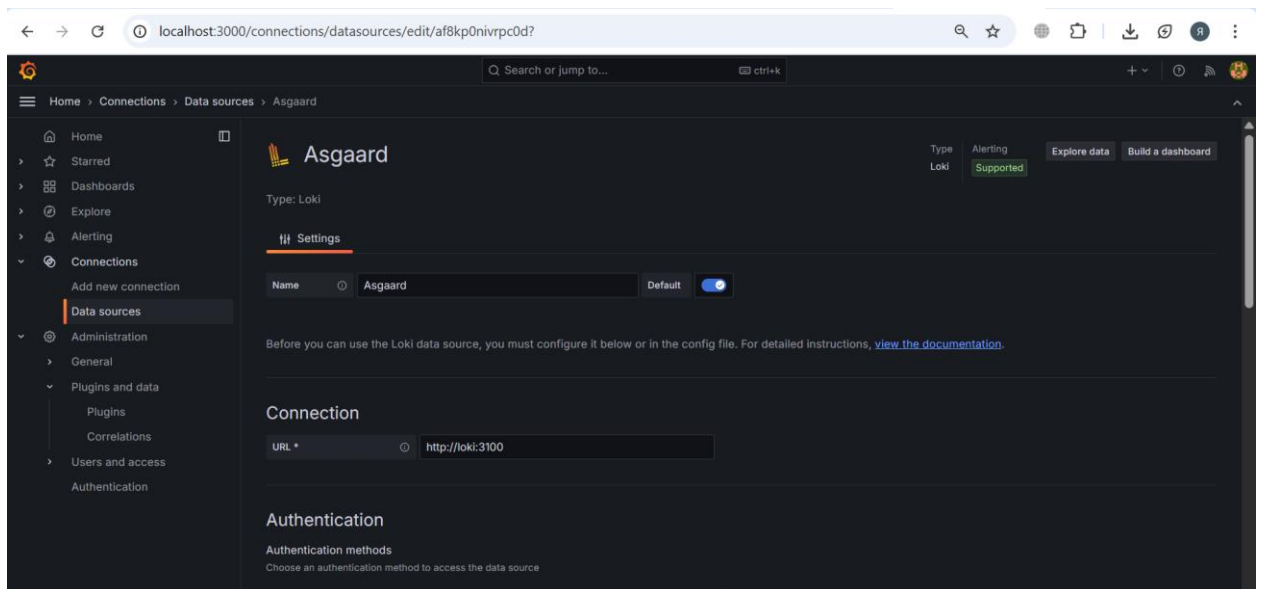 localhost:3000/connections/datasources/edit/af8kp0nivrpc0d?
Я
Search or jump to...
ctrl+k
Home › Connections › Data sources › Asgaard
Home
Starred
Dashboards
Explore
Alerting
Connections
Add new connection
Data sources
Administration
General
Plugins and data
Plugins
Correlations
Users and access
Authentication
Asgaard
Type Alerting
Loki Supported
Explore data Build a dashboard
Type: Loki
Settings
Name Asgaard Default
Before you can use the Loki data source, you must configure it below or in the config file. For detailed instructions, view the documentation.
Connection
URL * http://loki:3100
Authentication
Authentication methods
Choose an authentication method to access the data source